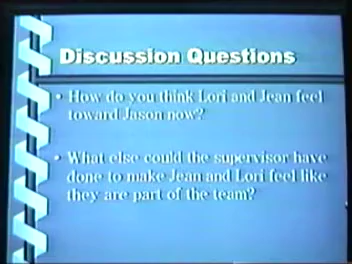 Discussion Questions
• How do you think Lori and Jean feel
toward Jason now?
• What else could the supervisor have
done to make Jean and Lori feel like
they are part of the team?